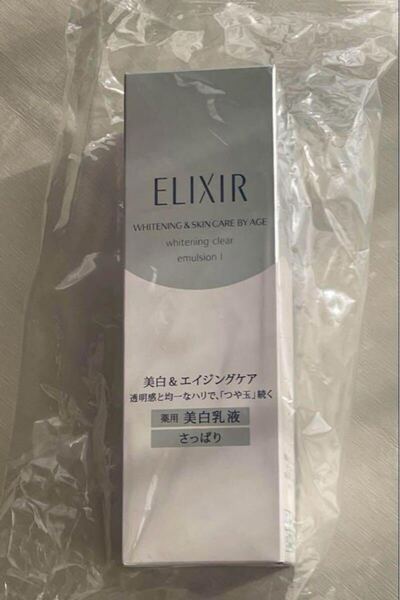 ELIXIR
WHITENING & SKIN CARE BY AGE
whitening clear
emulsion I
美白&エイジングケア
透明感と均一なハリで、「つや玉」続く
薬用 美白乳液
さっぱり